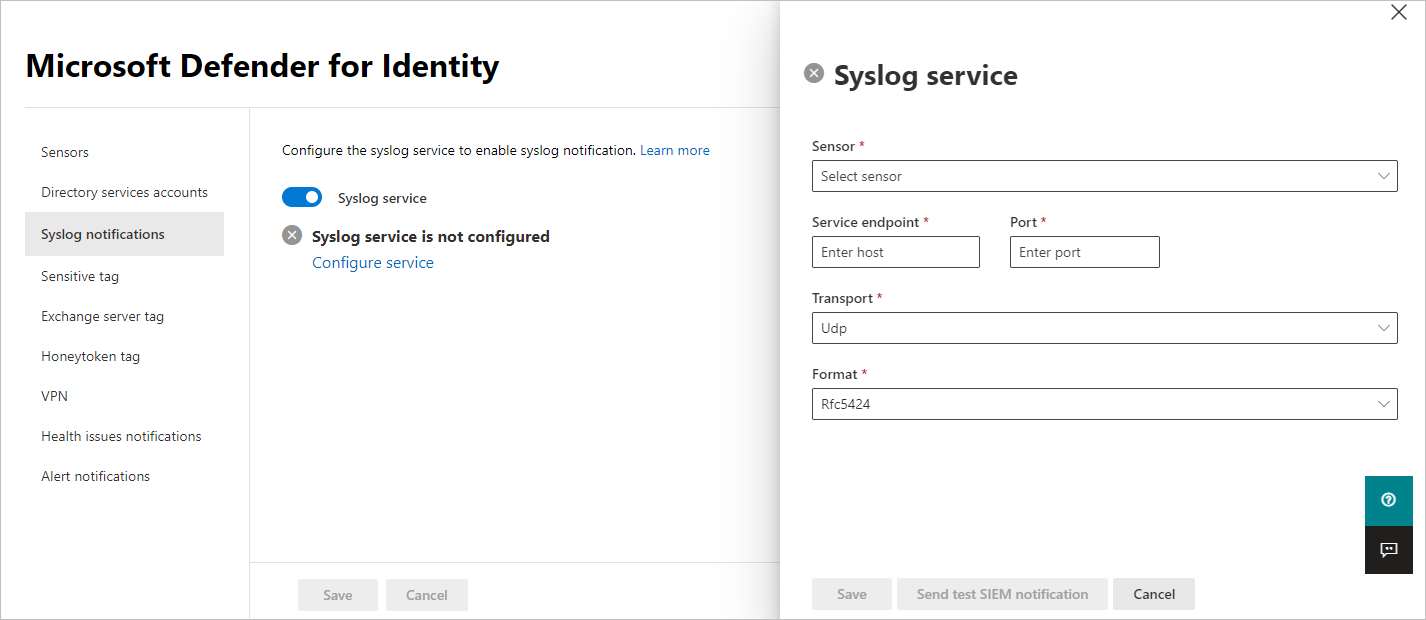 Microsoft Defender for Identity
Sensors
Directory services accounts
Syslog notifications
Sensitive tag
Exchange server tag
Honeytoken tag
VPN
Health issues notifications
Alert notifications
Configure the syslog service to enable syslog notification. Learn more
Syslog service
Syslog service is not configured
Configure service
Save Cancel
Syslog service
Sensor *
Select sensor
Service endpoint * Port *
Enter host Enter port
Transport *
Udp
Format *
Rfc5424
Save Send test SIEM notification Cancel